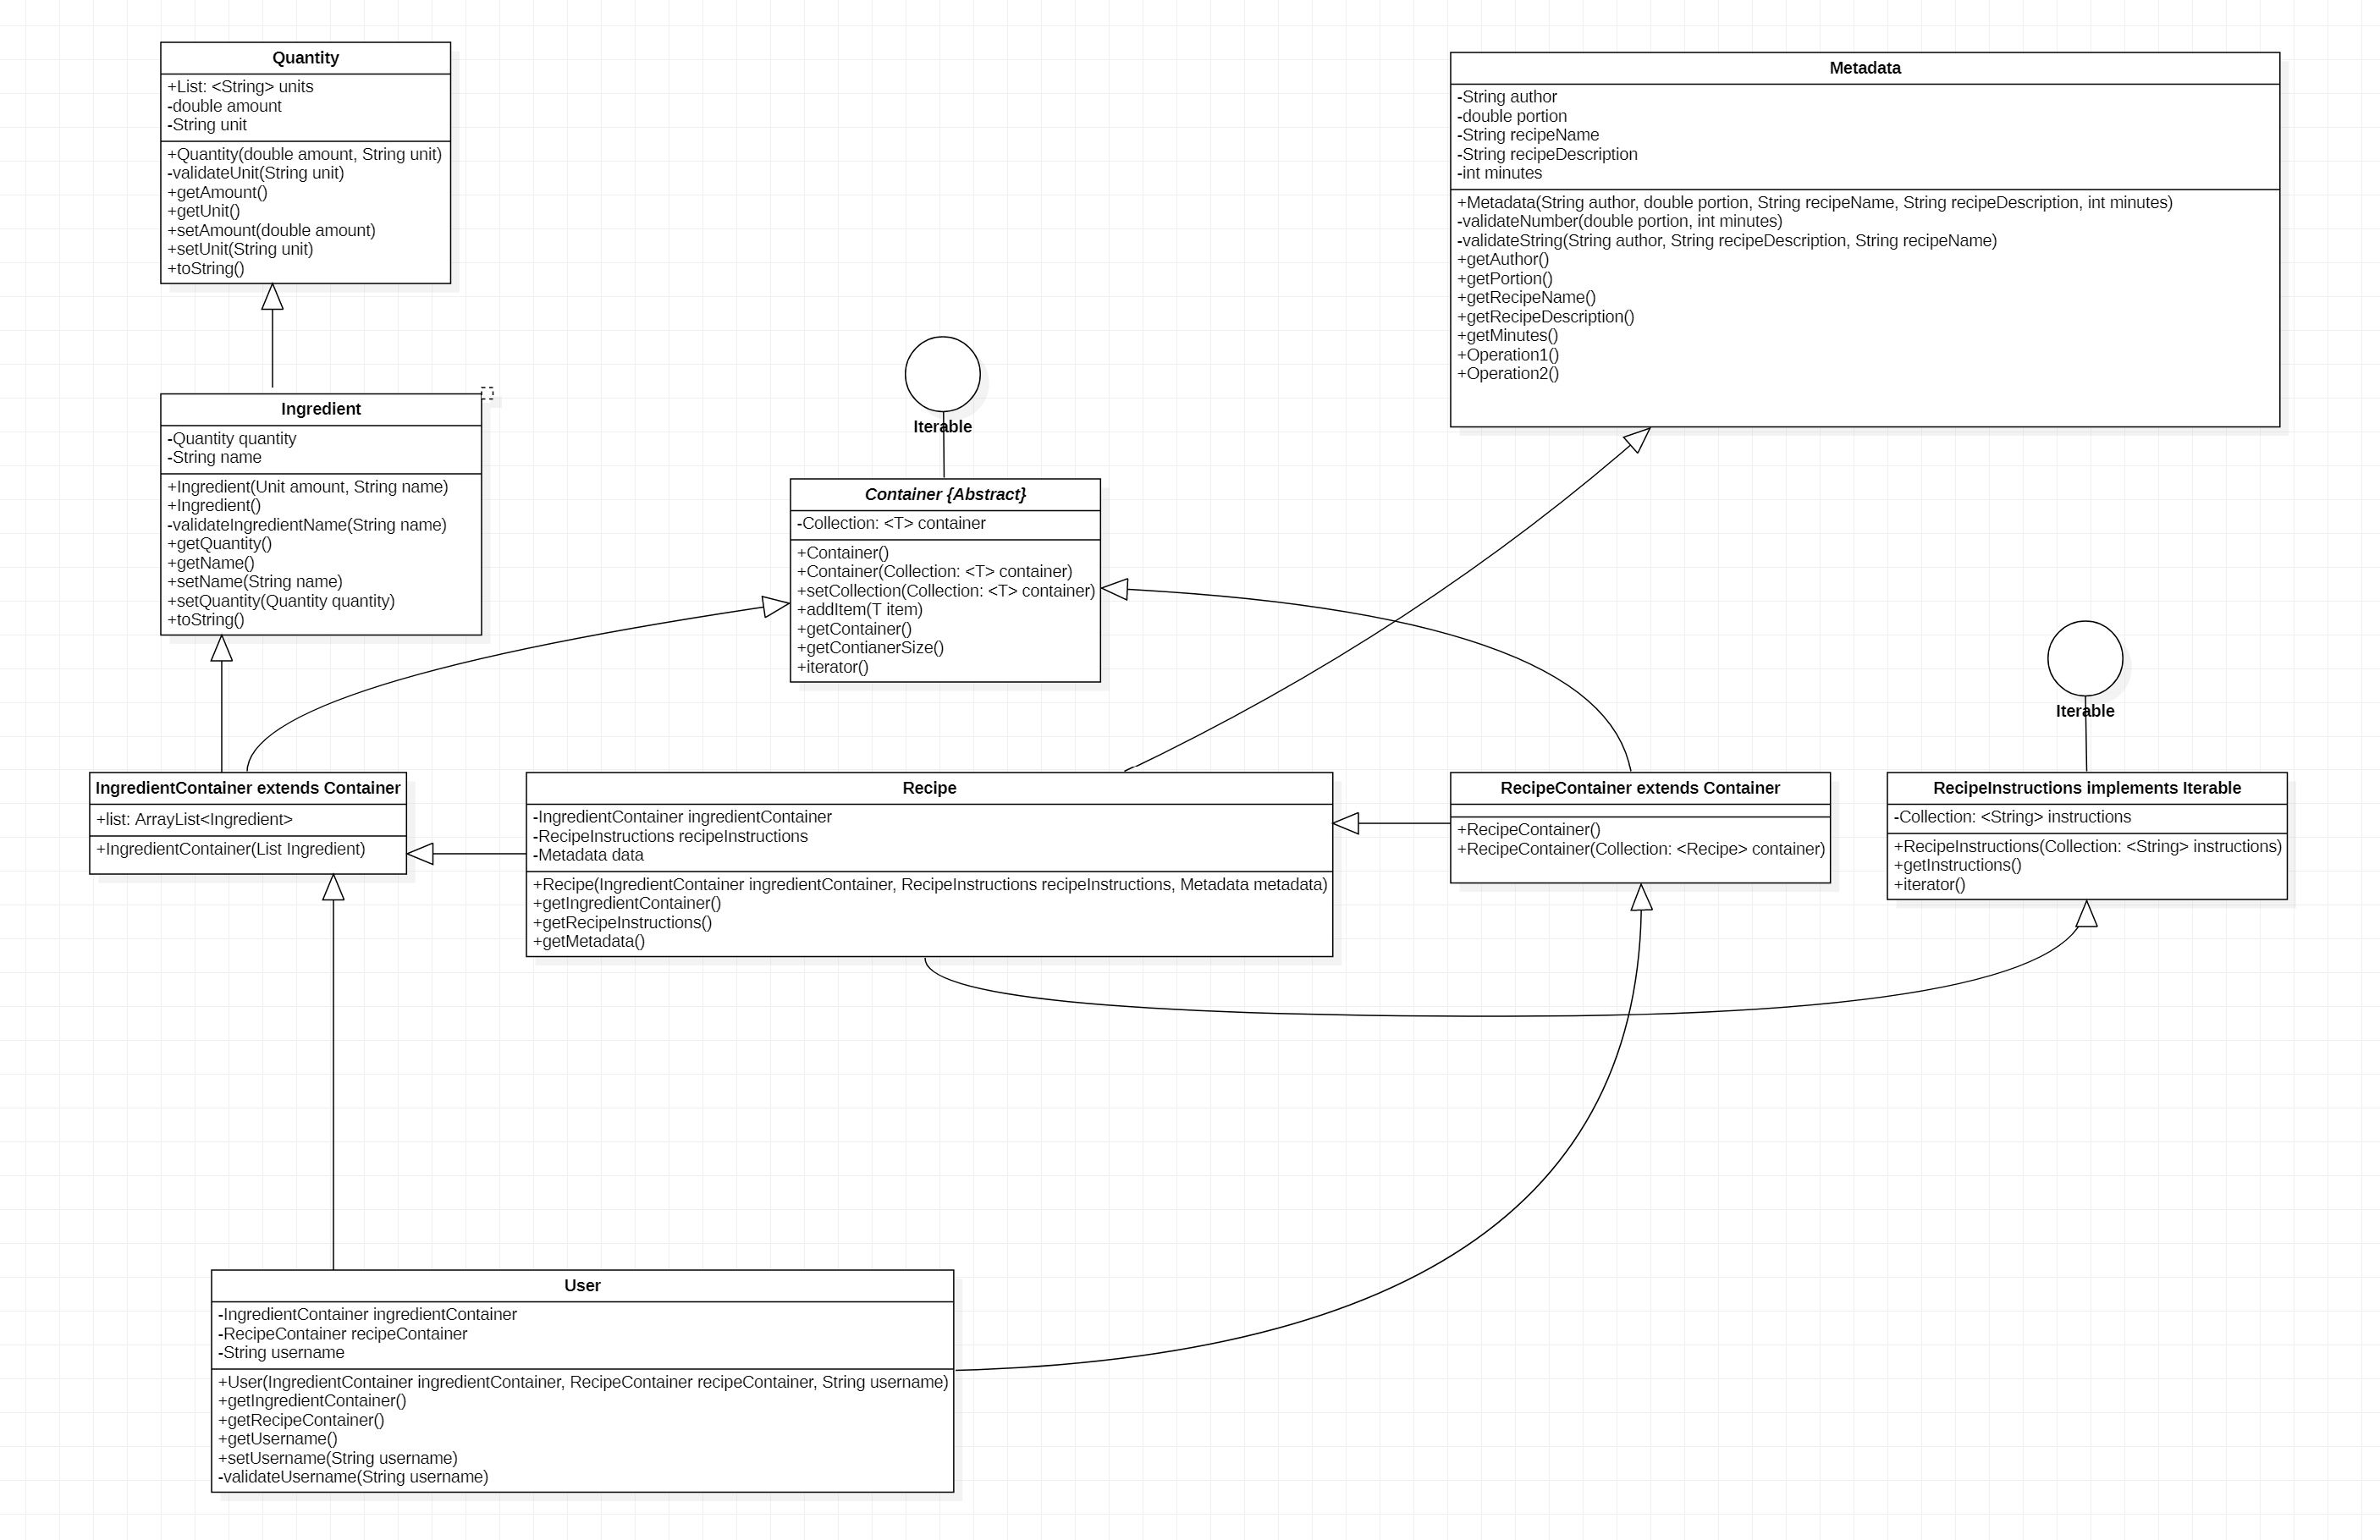 Quantity
+List: <String> units
-double amount
-String unit
+Quantity(double amount, String unit)
-validateUnit(String unit)
+getAmount()
+getUnit()
+setAmount(double amount)
+setUnit(String unit)
+toString()
Metadata
-String author
-double portion
-String recipeName
-String recipeDescription
-int minutes
+Metadata(String author, double portion, String recipeName, String recipeDescription, int minutes)
-validateNumber(double portion, int minutes)
-validateString(String author, String recipeDescription, String recipeName)
+getAuthor()
+getPortion()
+getRecipeName()
+getRecipeDescription()
+getMinutes()
+Operation1()
+Operation2()
Ingredient
-Quantity quantity
-String name
+Ingredient(Unit amount, String name)
+Ingredient()
-validateIngredientName(String name)
+getQuantity()
+getName()
+setName(String name)
+setQuantity(Quantity quantity)
+toString()
Iterable
Container {Abstract}
-Collection: <T> container
+Container()
+Container(Collection: <T> container)
+setCollection(Collection: <T> container)
+addItem(T item)
+getContainer()
+getContianerSize()
+iterator()
Iterable
IngredientContainer extends Container
+list: ArrayList<Ingredient>
+IngredientContainer(List Ingredient)
Recipe
-IngredientContainer ingredientContainer
-RecipeInstructions recipeInstructions
-Metadata data
+Recipe(IngredientContainer ingredientContainer, RecipeInstructions recipeInstructions, Metadata metadata)
+getIngredientContainer()
+getRecipeInstructions()
+getMetadata()
RecipeContainer extends Container
+RecipeContainer()
+RecipeContainer(Collection: <Recipe> container)
RecipeInstructions implements Iterable
-Collection: <String> instructions
+RecipeInstructions(Collection: <String> instructions)
+getInstructions()
+iterator()
User
-IngredientContainer ingredientContainer
-RecipeContainer recipeContainer
-String username
+User(IngredientContainer ingredientContainer, RecipeContainer recipeContainer, String username)
+getIngredientContainer()
+getRecipeContainer()
+getUsername()
+setUsername(String username)
-validateUsername(String username)